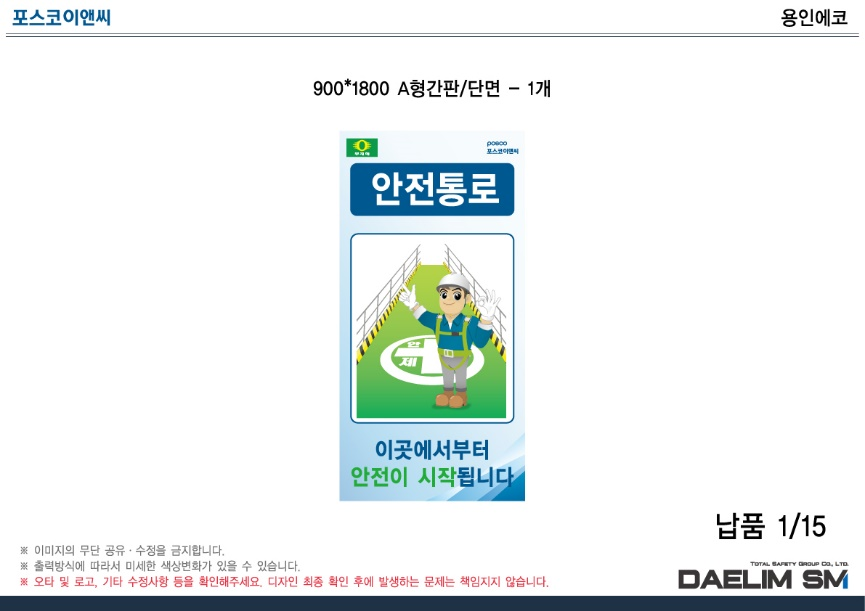 포스코이앤씨
용인에코
900*1800 A형간판/단면 - 1개
무재해
posco
포스코이앤씨
안전통로
안
제
이곳에서부터
안전이 시작됩니다
납품 1/15
※ 이미지의 무단 공유·수정을 금지합니다.
※ 출력방식에 따라서 미세한 색상변화가 있을 수 있습니다.
※ 오타 및 로고, 기타 수정사항 등을 확인해주세요. 디자인 최종 확인 후에 발생하는 문제는 책임지지 않습니다.
TOTAL SAFETY GROUP CO., LTD.
DAELIM SM